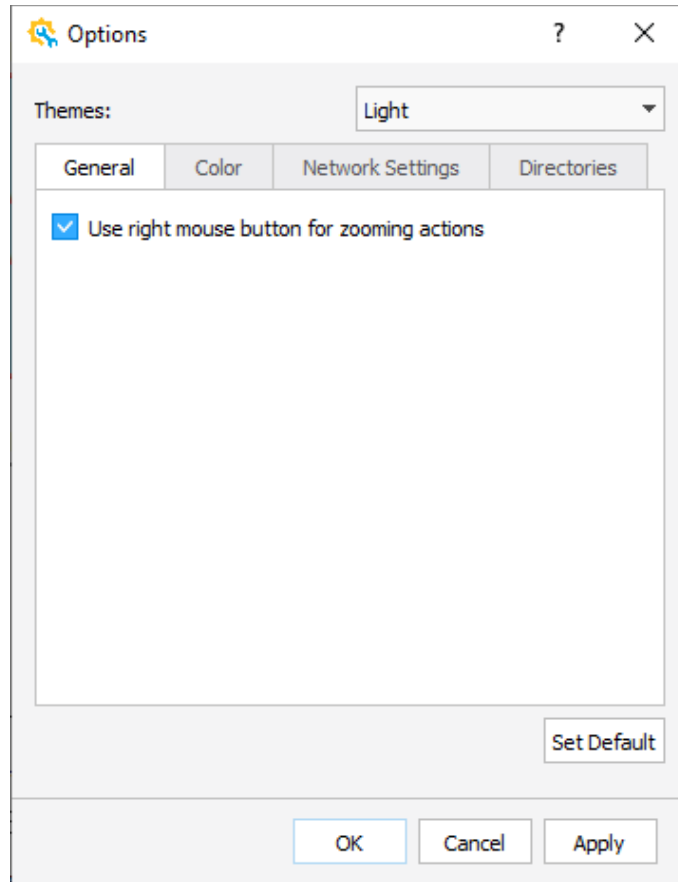 Options ?
Themes: Light
General Color Network Settings Directories
Use right mouse button for zooming actions
Set Default
OK Cancel Apply